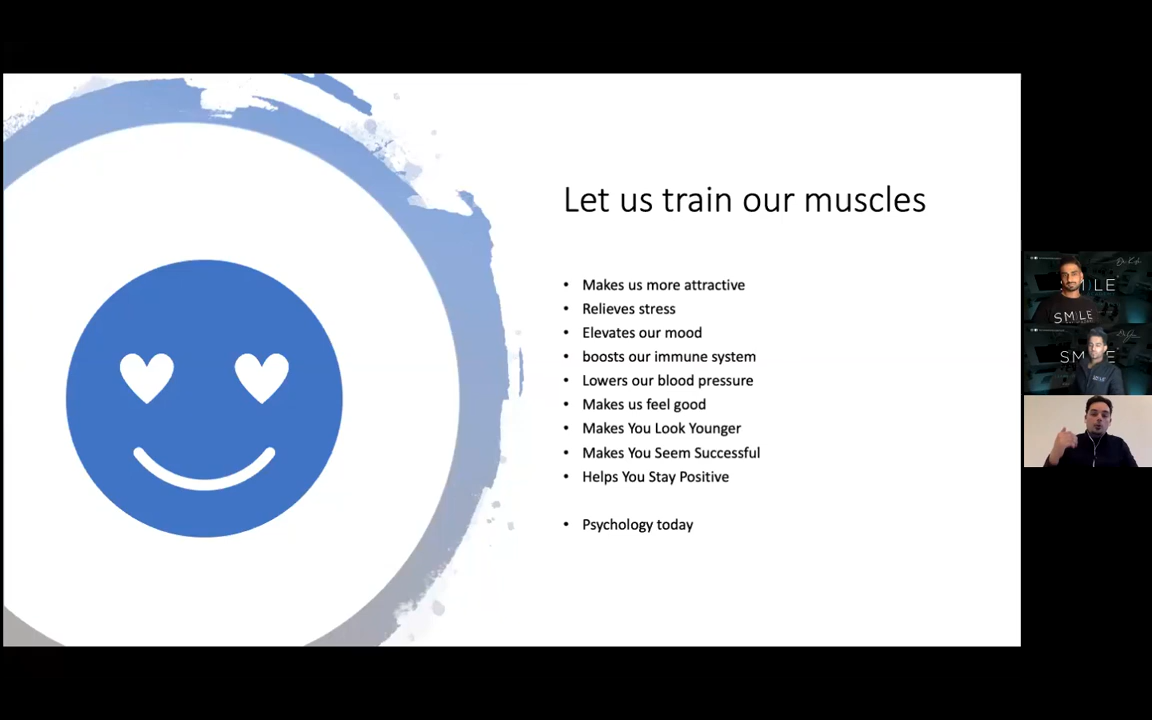 Let us train our muscles
• Makes us more attractive
• Relieves stress
• Elevates our mood
• boosts our immune system
• Lowers our blood pressure
• Makes us feel good
• Makes You Look Younger
• Makes You Seem Successful
• Helps You Stay Positive
• Psychology today
SMILE